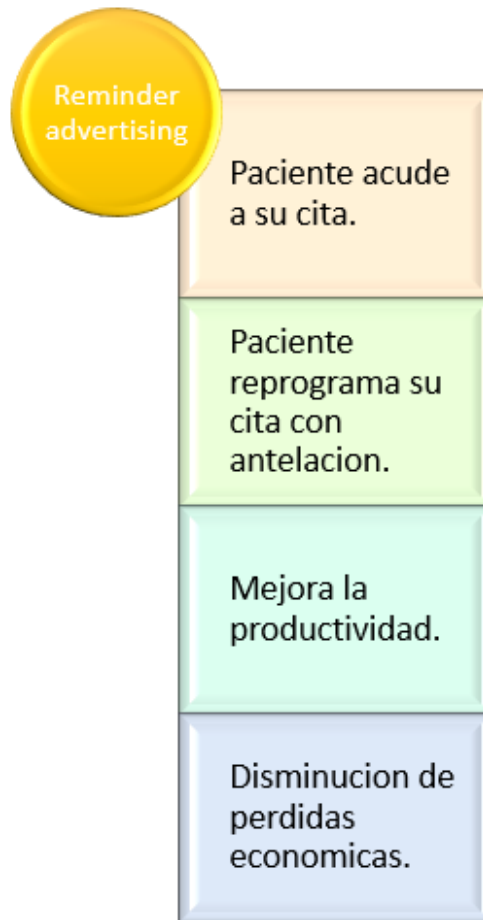 Reminder
advertising
Paciente acude
a su cita.
Paciente
reprograma su
cita con
antelacion.
Mejora la
productividad.
Disminucion de
perdidas
economicas.